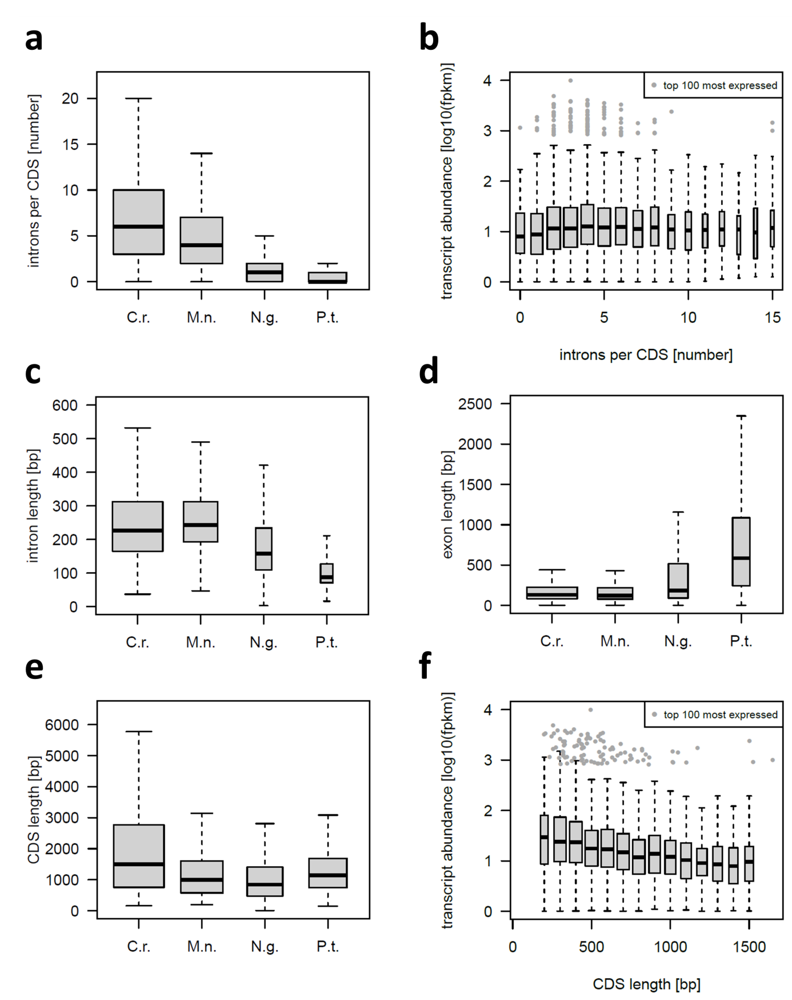 a
introns per CDS [number]
20
15
10
5
0
C.r. M.n. N.g. P.t.
b
transcript abundance [log10(fpkm)]
4
3
2
1
0
top 100 most expressed
0 5 10 15
introns per CDS [number]
c
intron length [bp]
600
500
400
300
200
100
0
C.r. M.n. N.g. P.t.
d
exon length [bp]
2500
2000
1500
1000
500
0
C.r. M.n. N.g. P.t.
e
CDS length [bp]
6000
5000
4000
3000
2000
1000
0
C.r. M.n. N.g. P.t.
f
transcript abundance [log10(fpkm)]
4
3
2
1
0
top 100 most expressed
0 500 1000 1500
CDS length [bp]